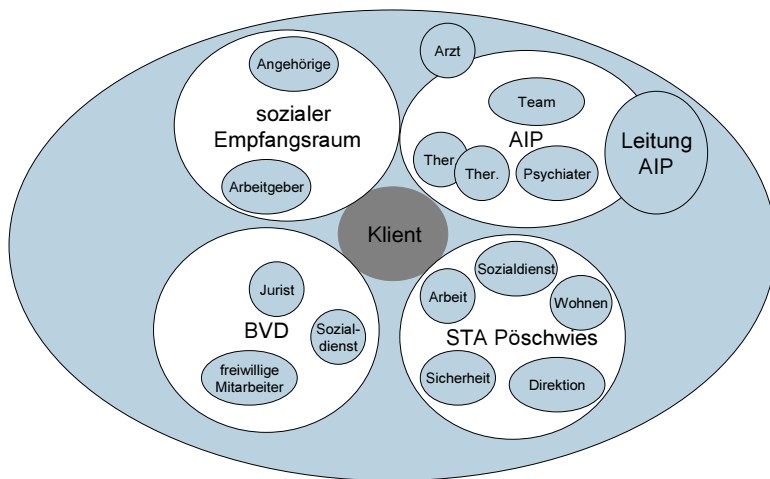 Angehörige
sozialer
Empfangsraum
Arbeitgeber
Arzt
Team
AIP
Ther
Ther.
Psychiater
Leitung
AIP
Klient
Jurist
BVD
Sozial-
dienst
freiwillige
Mitarbeiter
Sozialdienst
Arbeit
Wohnen
STA Pöschwies
Sicherheit
Direktion